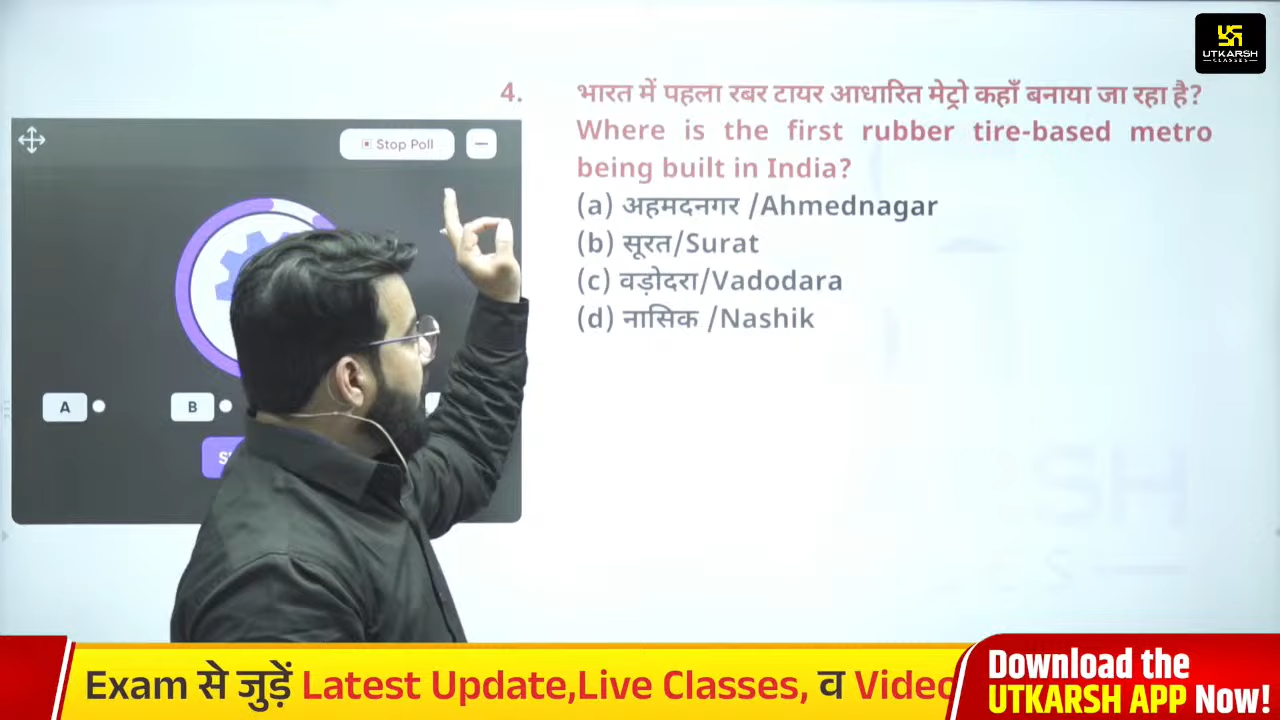 UTKARSH
CLASSES
4. भारत में पहला रबर टायर आधारित मेट्रो कहाँ बनाया जा रहा है?
Where is the first rubber tire-based metro
being built in India?
(a) अहमदनगर /Ahmednagar
(b) सूरत/Surat
(c) वड़ोदरा/Vadodara
(d) नासिक /Nashik
Stop Poll
A
B
Exam से जुड़ें Latest Update,Live Classes, व Video
Download the
UTKARSH APP Now!